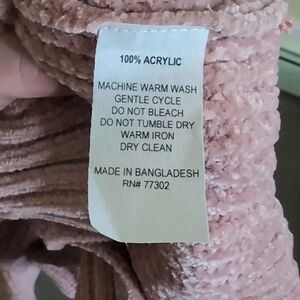 100% ACRYLIC
MACHINE WARM WASH
GENTLE CYCLE
DO NOT BLEACH
DO NOT TUMBLE DRY
WARM IRON
DRY CLEAN
MADE IN BANGLADESH
RN# 77302